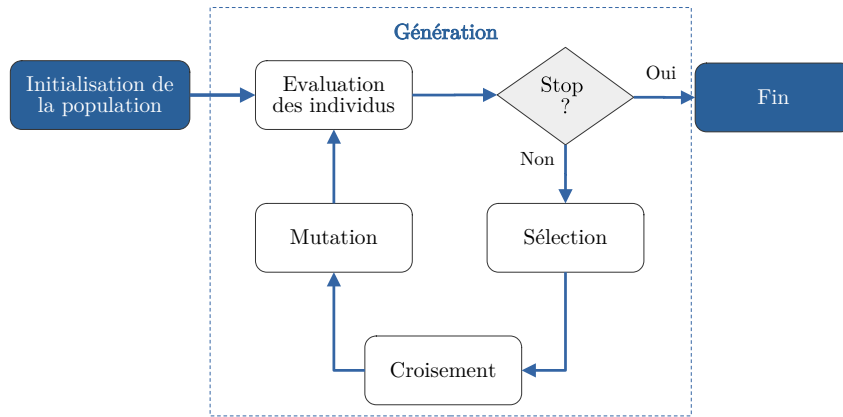 Génération
Initialisation de
la population
Evaluation
des individus
Stop
?
Oui
Fin
Non
Mutation
Sélection
Croisement